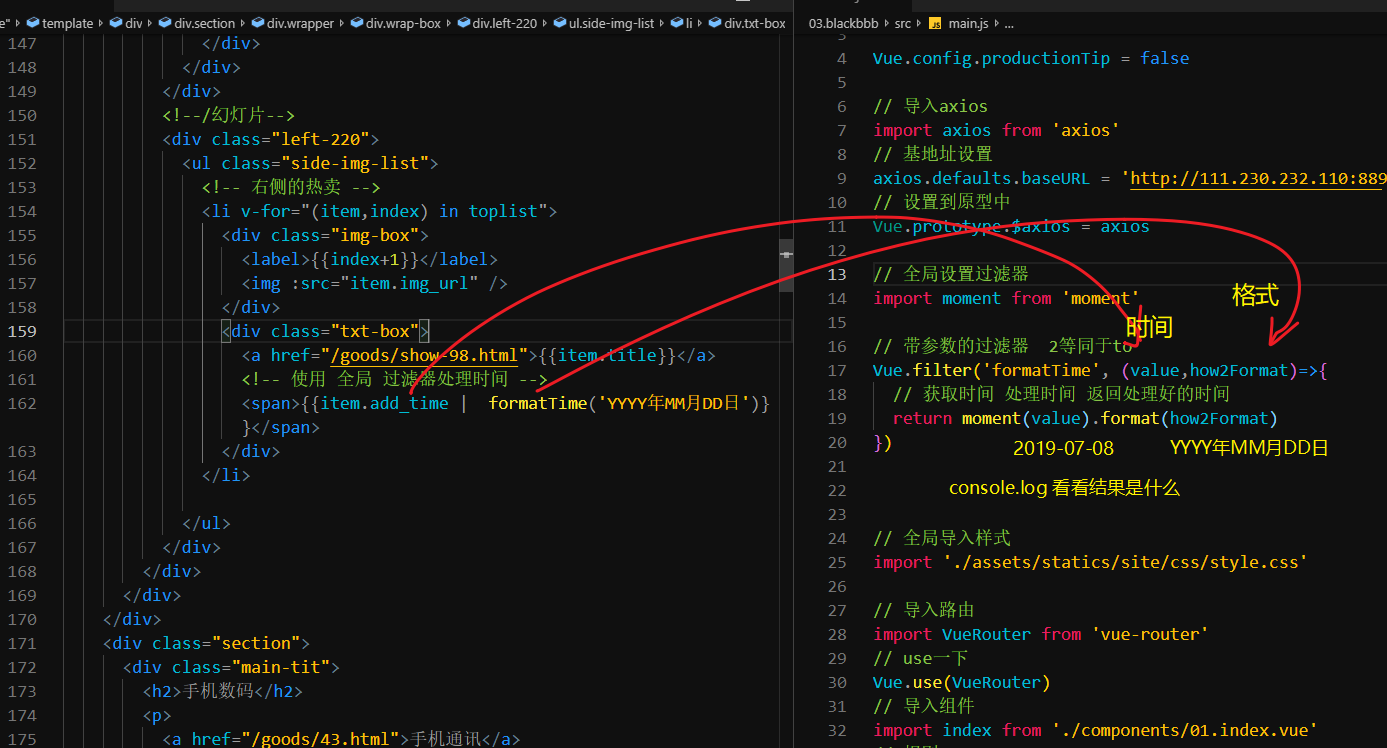 e" > template > div > div.section > div.wrapper > div.wrap-box > div.left-220 > ul.side-img-list > li > div.txt-box
147 </div>
148 </div>
149 </div>
150 <!--/幻灯片-->
151 <div class="left-220">
152 <ul class="side-img-list">
153 <!-- 右侧的热卖 -->
154 <li v-for="(item,index) in toplist">
155 <div class="img-box">
156 <label>{{index+1}}</label>
157 <img :src="item.img_url" />
158 </div>
159 <div class="txt-box">
160 <a href="/goods/show-98.html">{{item.title}}</a>
161 <!-- 使用 全局 过滤器处理时间 -->
162 <span>{{item.add_time | formatTime('YYYY年MM月DD日')}
}</span>
163 </div>
164 </li>
165
166 </ul>
167 </div>
168 </div>
169 </div>
170 </div>
171 <div class="section">
172 <div class="main-tit">
173 <h2>手机数码</h2>
174 <p>
175 <a href="/goods/43.html">手机通讯</a>
03.blackbbb > src > JS main.js > ...
3
4 Vue.config.productionTip = false
5
6 // 导入axios
7 import axios from 'axios'
8 // 基地址设置
9 axios.defaults.baseURL = 'http://111.230.232.110:889
10 // 设置到原型中
11 Vue.prototype.$axios = axios
12
13 // 全局设置过滤器
14 import moment from 'moment'
格式
15
时间
16 // 带参数的过滤器 2等同于to
17 Vue.filter('formatTime', (value,how2Format)=>{
18 // 获取时间 处理时间 返回处理好的时间
19 return moment(value).format(how2Format)
20 })
2019-07-08 YYYY年MM月DD日
21
22
console.log 看看结果是什么
23
24 // 全局导入样式
25 import './assets/statics/site/css/style.css'
26
27 // 导入路由
28 import VueRouter from 'vue-router'
29 // use一下
30 Vue.use(VueRouter)
31 // 导入组件
32 import index from './components/01.index.vue'